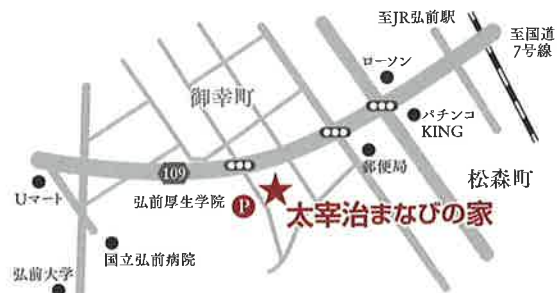 至JR弘前駅
至国道
7号線
ローソン
御幸町
パチンコ
KING
郵便局
松森町
109
Uマート
弘前厚生学院
P
太宰治まなびの家
国立弘前病院
弘前大学